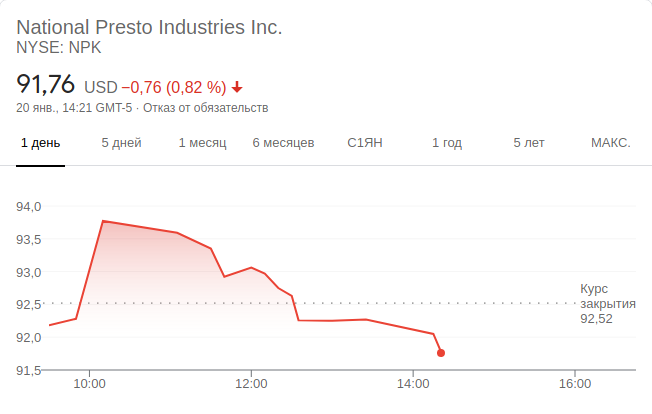 National Presto Industries Inc.
NYSE: NPK
91,76 USD −0,76 (0,82 %)
20 янв., 14:21 GMT-5 · Отказ от обязательств
1 день 5 дней 1 месяц 6 месяцев С1ЯН 1 год 5 лет МАКС.
94,0
93,5
93,0
92,5
92,0
91,5
Курс
закрытия
92,52
10:00 12:00 14:00 16:00